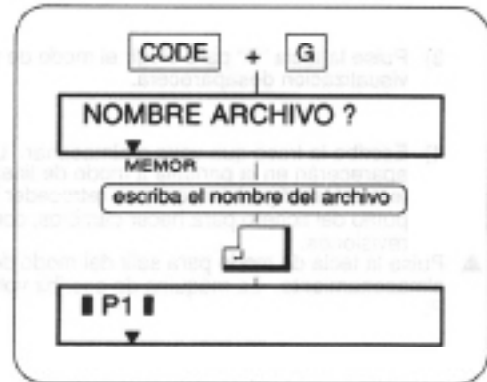 CODE + G
NOMBRE ARCHIVO ?
MEMOR
escriba el nombre del archivo
P1